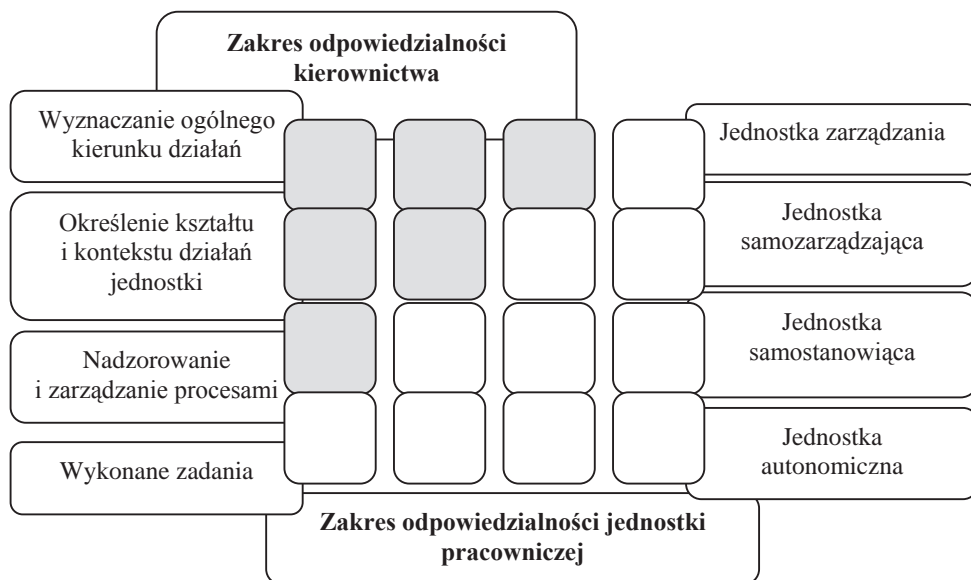 Zakres odpowiedzialności
kierownictwa
Wyznaczanie ogólnego
kierunku działań
Określenie kształtu
i kontekstu działań
jednostki
Nadzorowanie
i zarządzanie procesami
Wykonane zadania
Jednostka zarządzania
Jednostka
samozarządzająca
Jednostka
samostanowiąca
Jednostka
autonomiczna
Zakres odpowiedzialności jednostki
pracowniczej